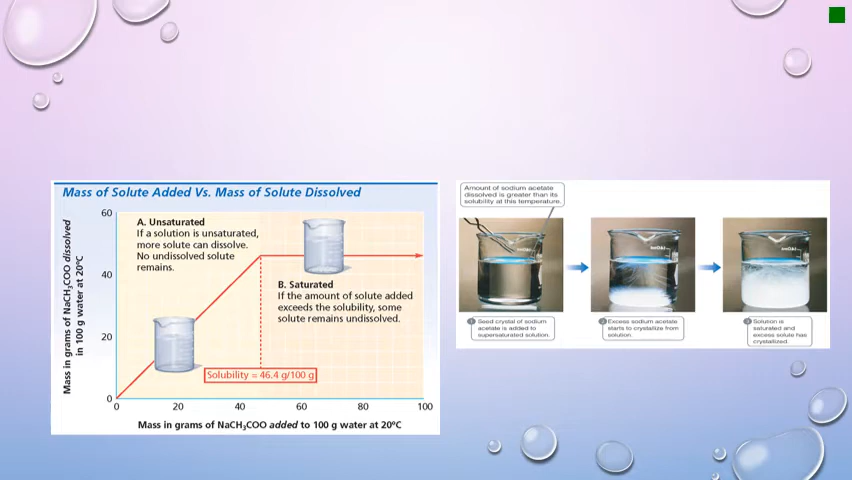 Mass of Solute Added Vs. Mass of Solute Dissolved
Mass in grams of NaCH₃COO dissolved
in 100 g water at 20°C
60
40
20
0
A. Unsaturated
If a solution is unsaturated,
more solute can dissolve.
No undissolved solute
remains.
B. Saturated
If the amount of solute added
exceeds the solubility, some
solute remains undissolved.
Solubility = 46.4 g/100 g
0
20
40
60
80
100
Mass in grams of NaCH₃COO added to 100 g water at 20°C
Amount of sodium acetate
dissolved is greater than its
solubility at this temperature.
1 Seed crystal of sodium
acetate is added to
supersaturated solution.
2 Excess sodium acetate
starts to crystallize from
solution.
3 Solution is
saturated and
excess solute has
crystallized.